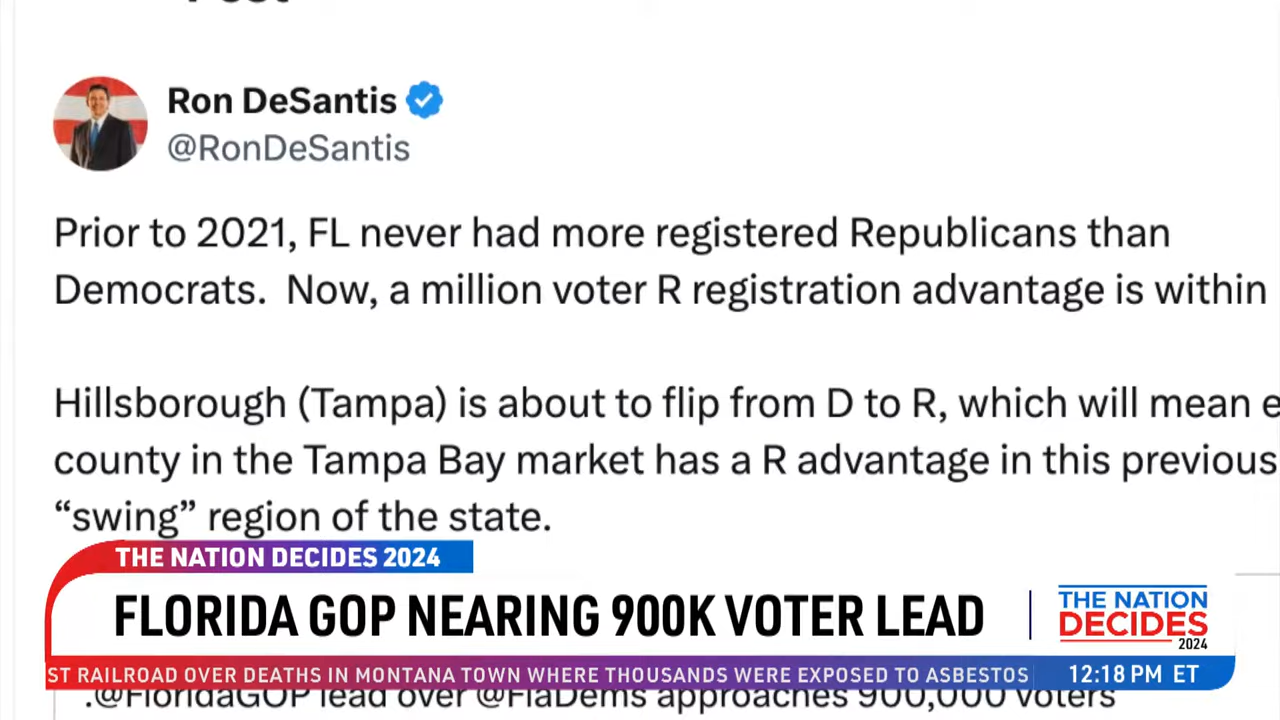 Post
Ron DeSantis
@RonDeSantis
Prior to 2021, FL never had more registered Republicans than
Democrats.  Now, a million voter R registration advantage is within
Hillsborough (Tampa) is about to flip from D to R, which will mean e
county in the Tampa Bay market has a R advantage in this previous
“swing” region of the state.
THE NATION DECIDES 2024
FLORIDA GOP NEARING 900K VOTER LEAD
THE NATION
DECIDES
2024
ST RAILROAD OVER DEATHS IN MONTANA TOWN WHERE THOUSANDS WERE EXPOSED TO ASBESTOS
12:18 PM ET
.@FloridaGOP lead over @FlaDems approaches 900,000 voters